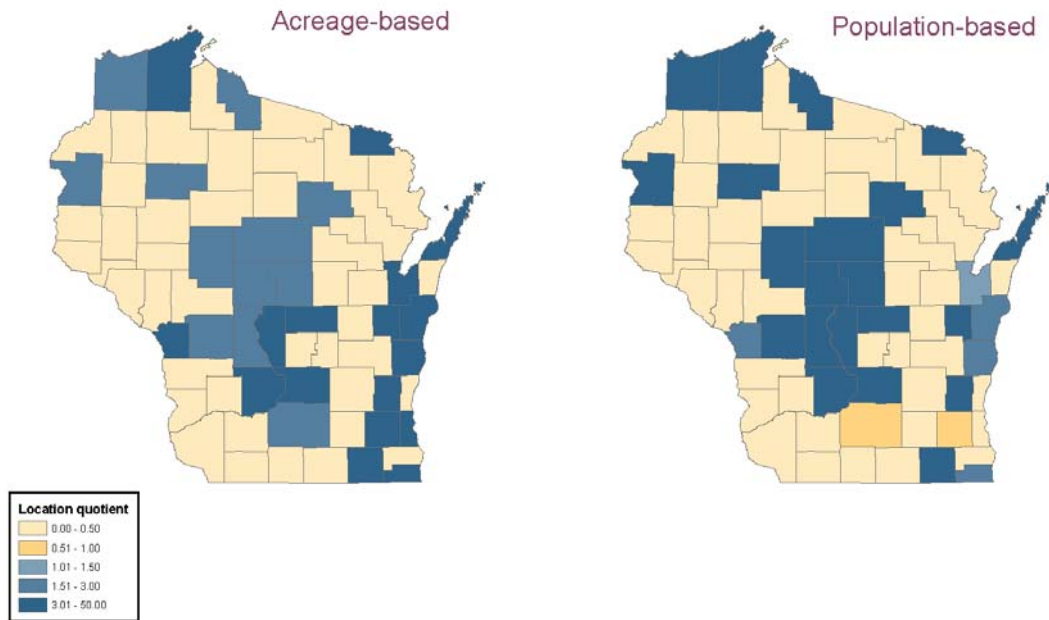 Acreage-based
Population-based
Location quotient
0.00 - 0.50
0.51 - 1.00
1.01 - 1.50
1.51 - 3.00
3.01 - 50.00